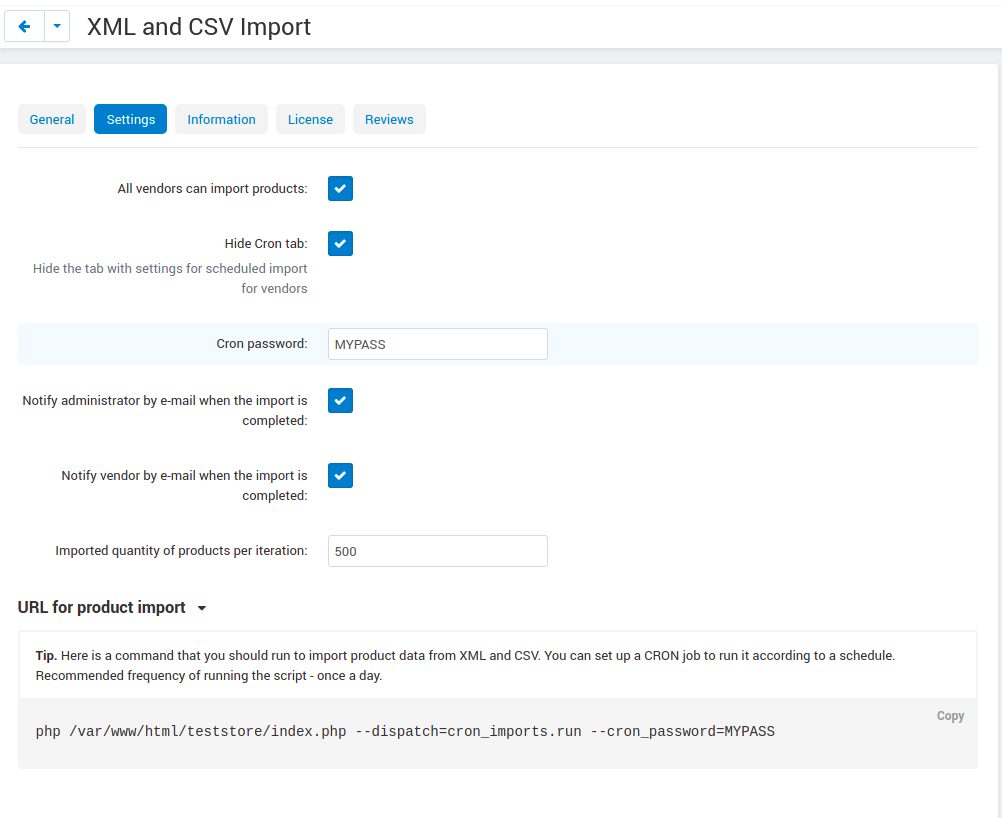 XML and CSV Import
General Settings Information License Reviews
All vendors can import products:
Hide Cron tab:
Hide the tab with settings for scheduled import
for vendors
Cron password: MYPASS
Notify administrator by e-mail when the import is
completed:
Notify vendor by e-mail when the import is
completed:
Imported quantity of products per iteration: 500
URL for product import
Tip. Here is a command that you should run to import product data from XML and CSV. You can set up a CRON job to run it according to a schedule.
Recommended frequency of running the script - once a day.
Copy
php /var/www/html/teststore/index.php --dispatch=cron_imports.run --cron_password=MYPASS